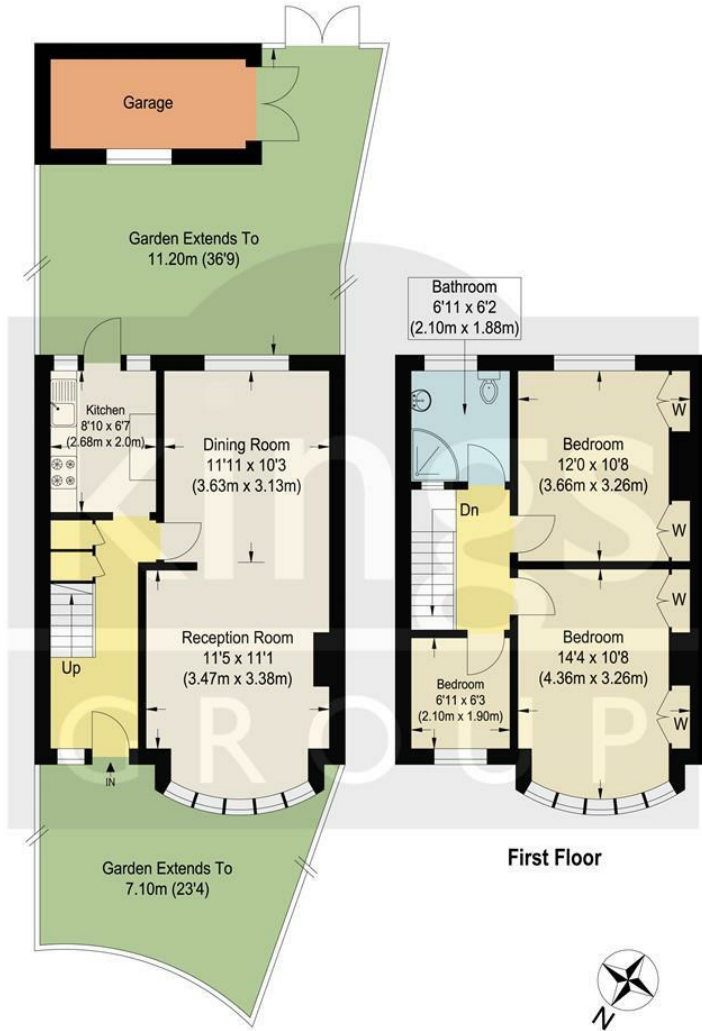 Garage
Garden Extends To
11.20m (36'9)
Kitchen
8'10 x 6'7
(2.68m x 2.0m)
Dining Room
11'11 x 10'3
(3.63m x 3.13m)
Up
Reception Room
11'5 x 11'1
(3.47m x 3.38m)
IN
Garden Extends To
7.10m (23'4)
Bathroom
6'11 x 6'2
(2.10m x 1.88m)
Bedroom
12'0 x 10'8
(3.66m x 3.26m)
W
W
Dn
Bedroom
14'4 x 10'8
(4.36m x 3.26m)
W
W
Bedroom
6'11 x 6'3
(2.10m x 1.90m)
First Floor
N
kings
GROUP